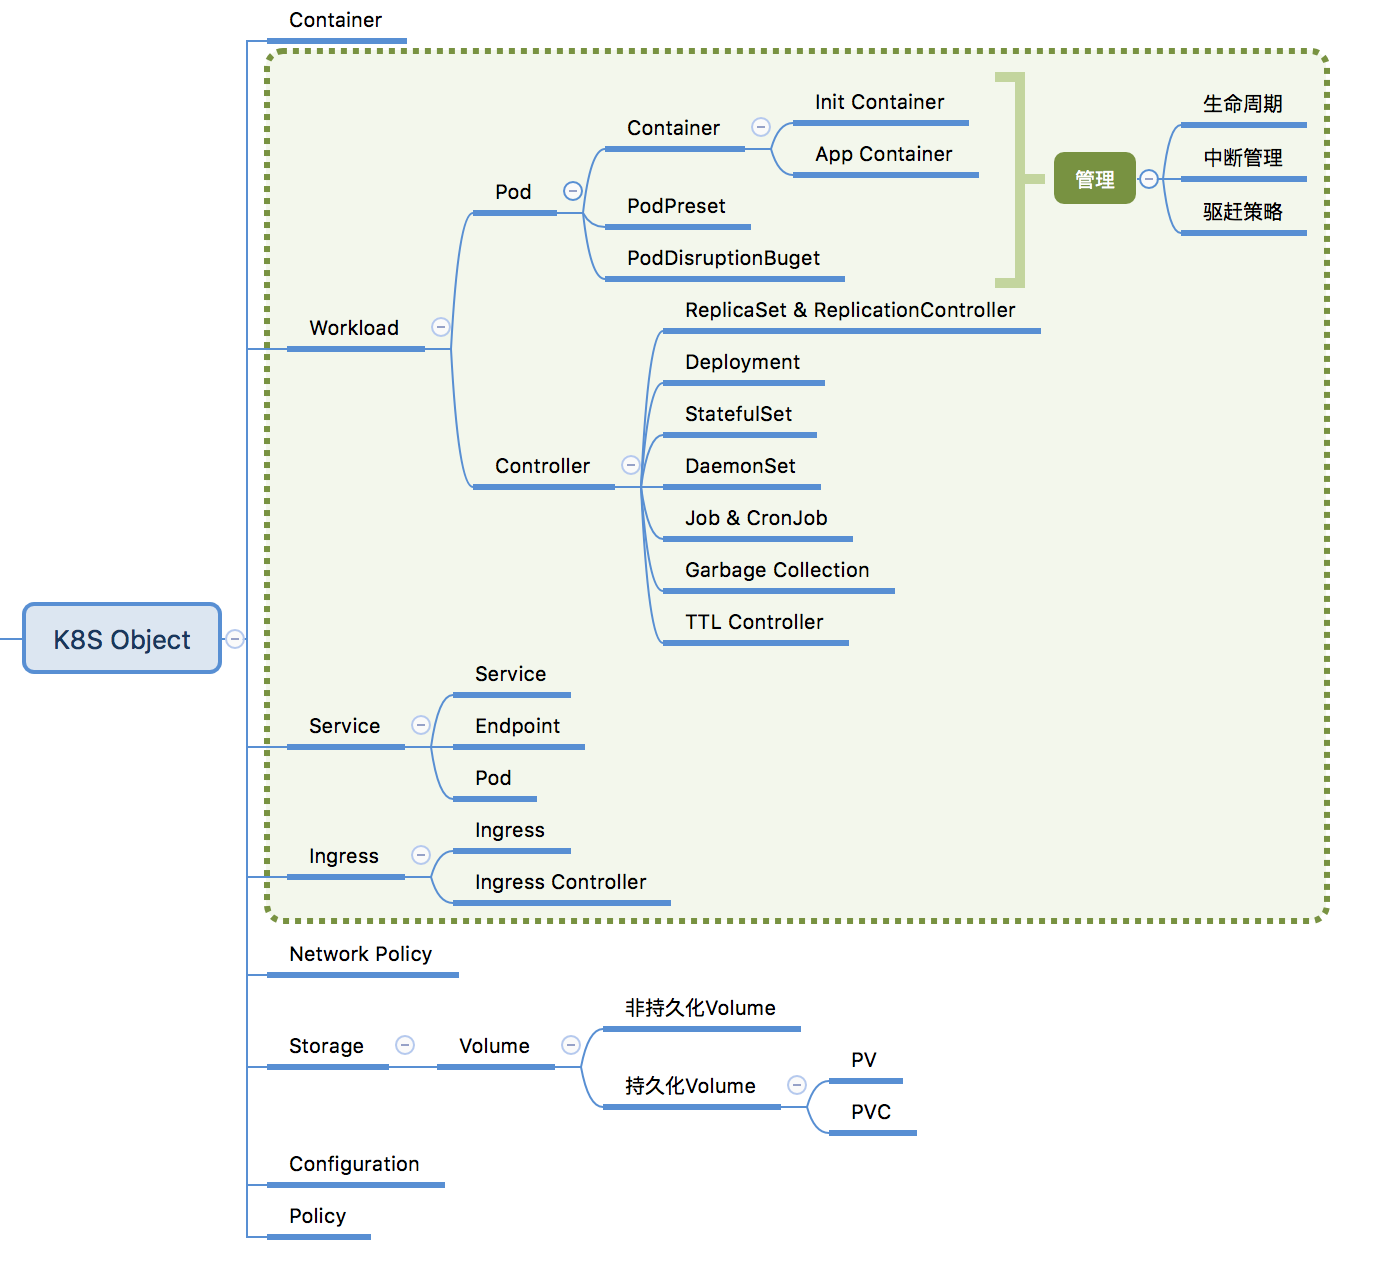 K8S Object
Container
Workload
Pod
Container
Init Container
App Container
PodPreset
PodDisruptionBuget
管理
生命周期
中断管理
驱赶策略
Controller
ReplicaSet & ReplicationController
Deployment
StatefulSet
DaemonSet
Job & CronJob
Garbage Collection
TTL Controller
Service
Service
Endpoint
Pod
Ingress
Ingress
Ingress Controller
Network Policy
Storage
Volume
非持久化Volume
持久化Volume
PV
PVC
Configuration
Policy